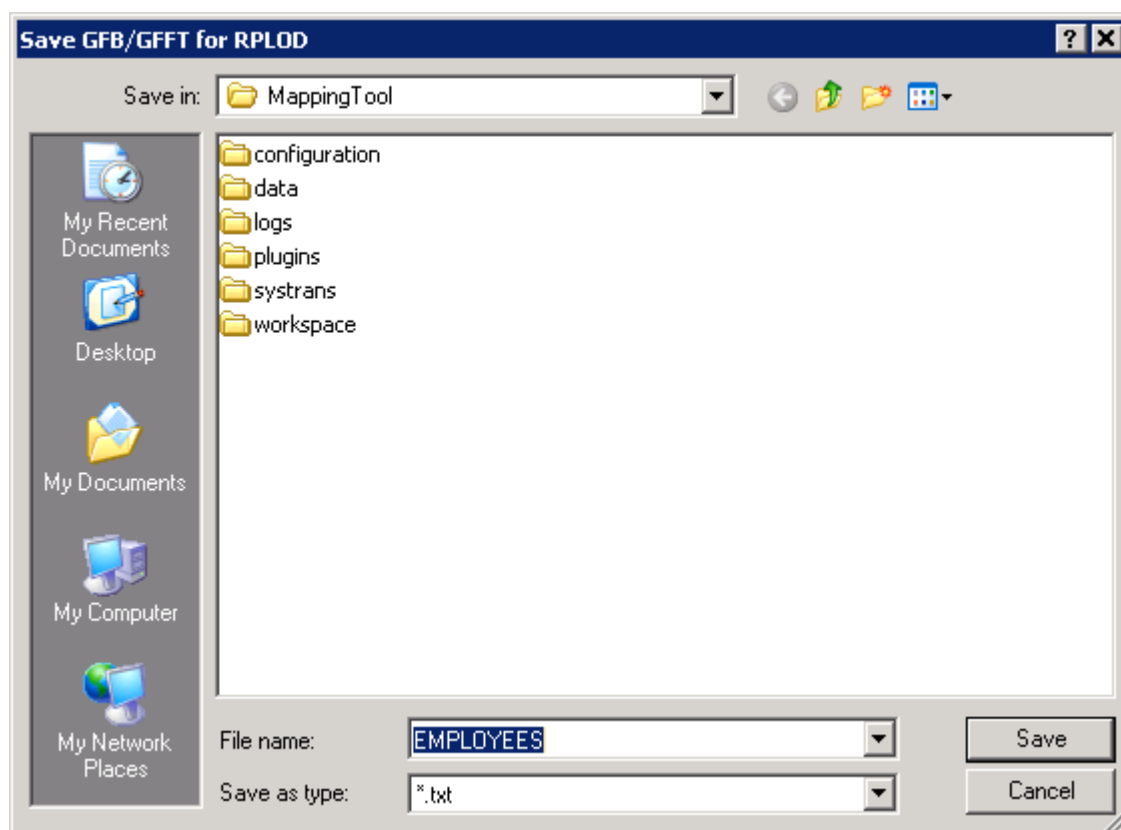 Save GFB/GFFT for RPLOD
Save in: MappingTool
configuration
data
logs
plugins
systrans
workspace
My Recent
Documents
Desktop
My Documents
My Computer
My Network
Places
File name: EMPLOYEES Save
Save as type: *.txt Cancel